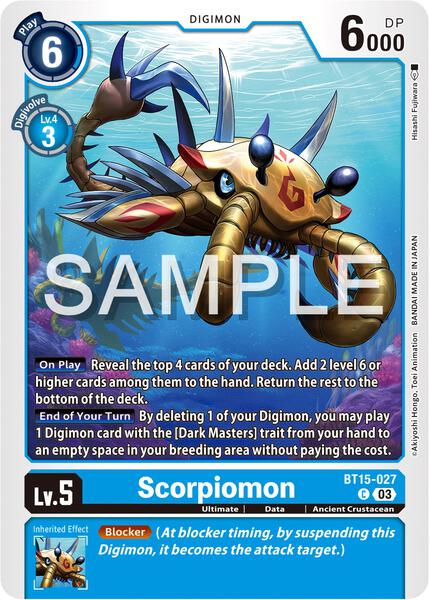 Play
6
DIGIMON
6000 DP
Digivolve
Lv.4
3
Hisashi Fujiwara
SAMPLE
©Akiyoshi Hongo, Toei Animation BANDAI MADE IN JAPAN
On Play Reveal the top 4 cards of your deck. Add 2 level 6 or
higher cards among them to the hand. Return the rest to the
bottom of the deck.
End of Your Turn By deleting 1 of your Digimon, you may play
1 Digimon card with the [Dark Masters] trait from your hand to
an empty space in your breeding area without paying the cost.
Lv.5
Scorpiomon
BT15-027
C 03
Ultimate | Data | Ancient Crustacean
Inherited Effect
Blocker (At blocker timing, by suspending this
Digimon, it becomes the attack target.)